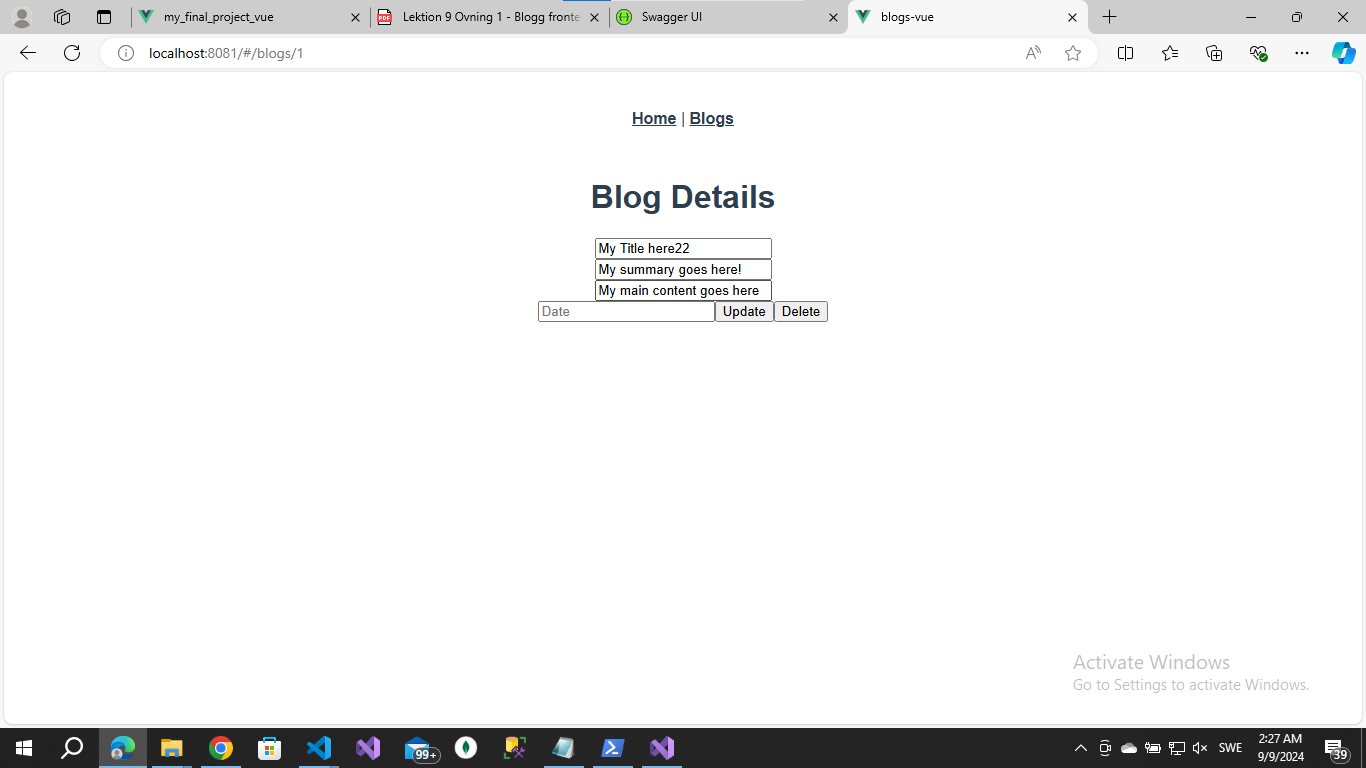 my_final_project_vue
Lektion 9 Ovning 1 - Blogg fronte
Swagger UI
blogs-vue
localhost:8081/#/blogs/1
Home | Blogs
Blog Details
My Title here22
My summary goes here!
My main content goes here
Date Update Delete
Activate Windows
Go to Settings to activate Windows.
99+
SWE
2:27 AM
9/9/2024
39